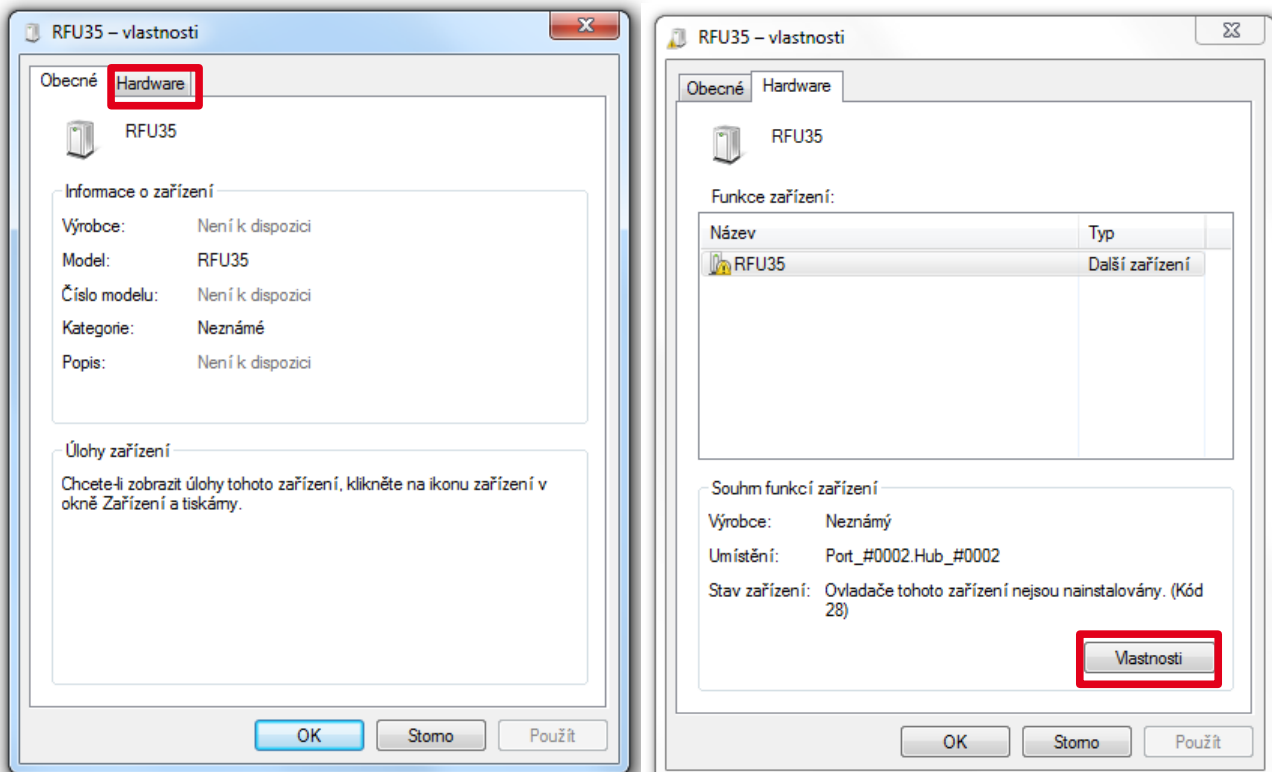 RFU35 – vlastnosti
Obecné Hardware
RFU35
Informace o zařízení
Výrobce: Není k dispozici
Model: RFU35
Číslo modelu: Není k dispozici
Kategorie: Neznámé
Popis: Není k dispozici
Úlohy zařízení
Chcete-li zobrazit úlohy tohoto zařízení, klikněte na ikonu zařízení v
okně Zařízení a tiskárny.
OK Storno Použít
RFU35 – vlastnosti
Obecné Hardware
RFU35
Funkce zařízení:
Název Typ
RFU35 Další zařízení
Souhrn funkcí zařízení
Výrobce: Neznámý
Umístění: Port_#0002.Hub_#0002
Stav zařízení: Ovladače tohoto zařízení nejsou nainstalovány. (Kód
28)
Vlastnosti
OK Storno Použít